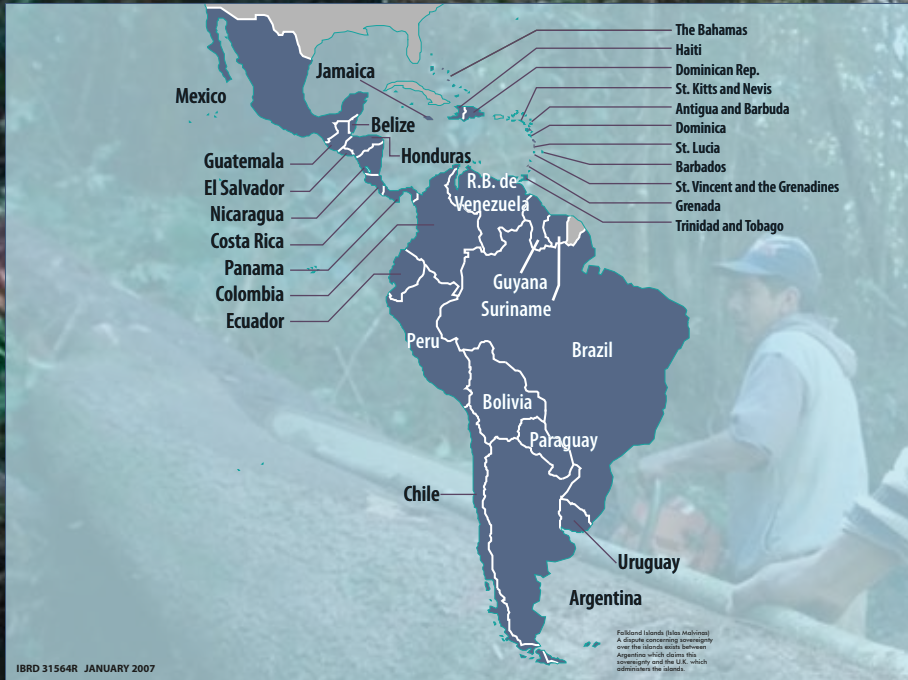 The Bahamas
Haiti
Dominican Rep.
St. Kitts and Nevis
Antigua and Barbuda
Dominica
St. Lucia
Barbados
St. Vincent and the Grenadines
Grenada
Trinidad and Tobago
Jamaica
Mexico
Belize
Honduras
Guatemala
El Salvador
Nicaragua
Costa Rica
Panama
Colombia
Ecuador
R.B. de
Venezuela
Guyana
Suriname
Peru
Brazil
Bolivia
Paraguay
Chile
Uruguay
Argentina
Falkland Islands (Islas Malvinas)
A dispute concerning sovereignty
over the islands exists between
Argentina which claims this
sovereignty and the U.K. which
administers the islands.
IBRD 31564R JANUARY 2007